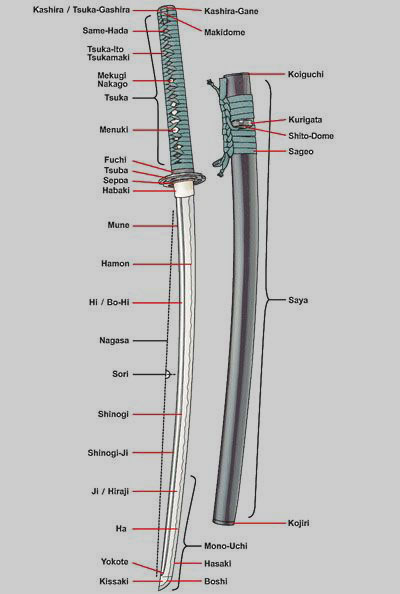 Kashira / Tsuka-Gashira
Kashira-Gane
Same-Hada
Makidome
Tsuka-Ito
Tsukamaki
Mekugi
Nakago
Tsuka
Menuki
Fuchi
Tsuba
Seppa
Habaki
Mune
Hamon
Hi / Bo-Hi
Nagasa
Sori
Shinogi
Shinogi-Ji
Ji / Hiraji
Ha
Yokote
Kissaki
Mono-Uchi
Hasaki
Boshi
Koiguchi
Kurigata
Shito-Dome
Sageo
Saya
Kojiri